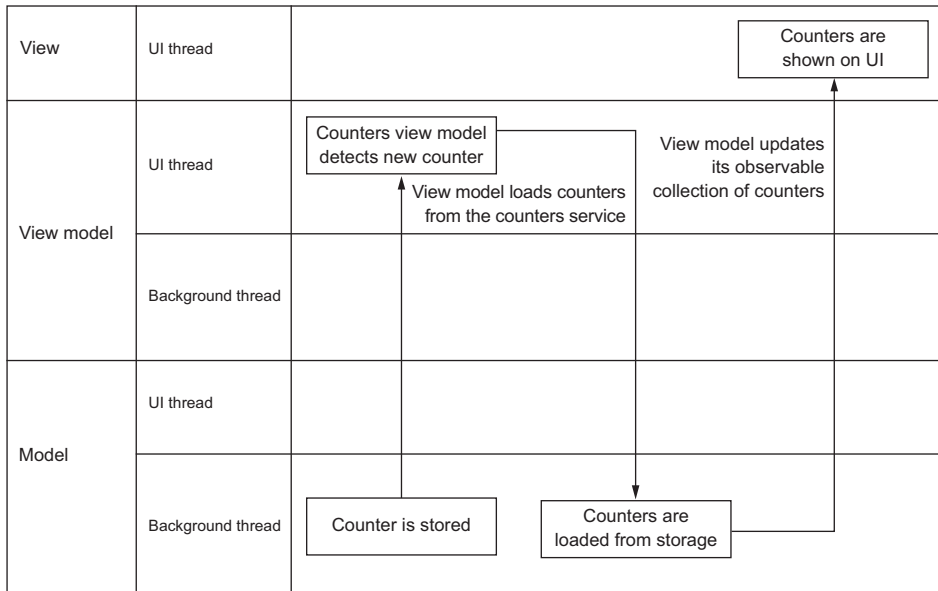 View
UI thread
Counters are
shown on UI
View model
UI thread
Counters view model
detects new counter
View model loads counters
from the counters service
View model updates
its observable
collection of counters
Background thread
Model
UI thread
Background thread
Counter is stored
Counters are
loaded from storage